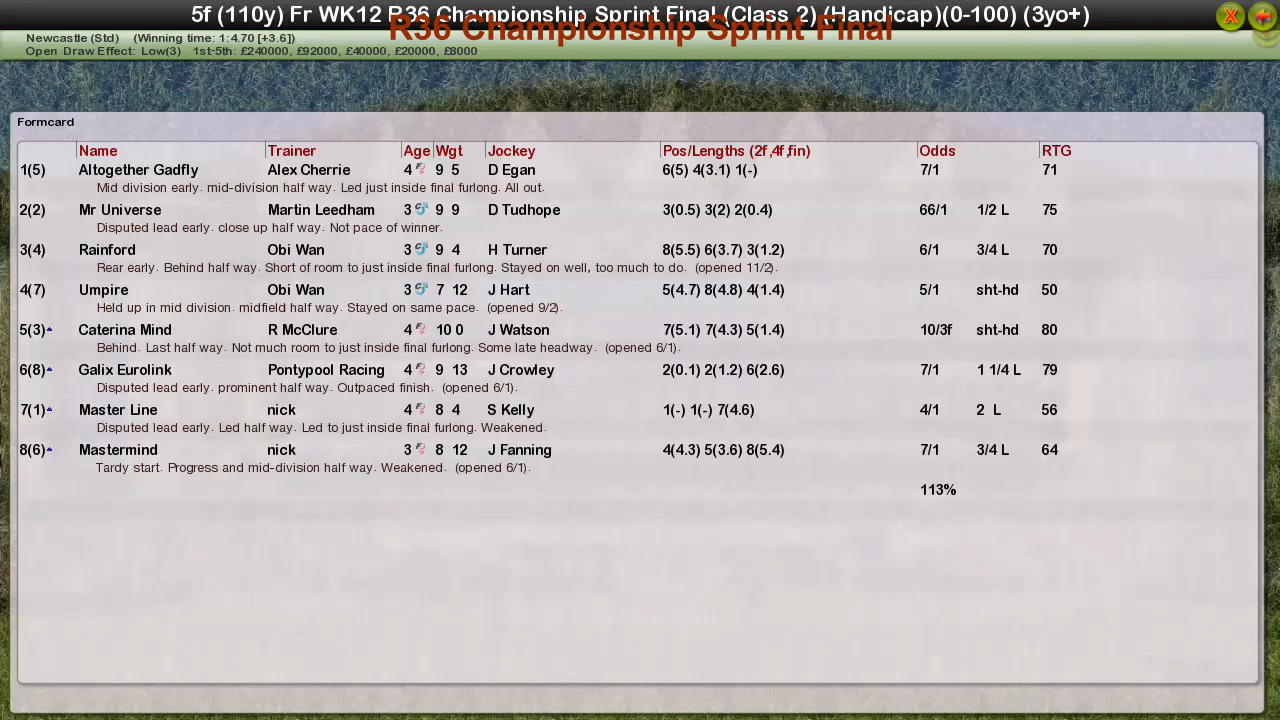 5f (110y) Fr WK12 R36 Championship Sprint Final (Class 2) (Handicap)(0-100) (3yo+)
R36 Championship Sprint Final
Newcastle (Std) (Winning time: 1:4.70 [+3.6])
Open Draw Effect: Low(3) 1st-5th: £240000, £92000, £40000, £20000, £8000
Formcard
Name Trainer Age Wgt Jockey Pos/Lengths (2f,4f,fin) Odds RTG
1(5) Altogether Gadfly Alex Cherrie 4 9 5 D Egan 6(5) 4(3.1) 1(-) 7/1 71
Mid division early. mid-division half way. Led just inside final furlong. All out.
2(2) Mr Universe Martin Leedham 3 9 9 D Tudhope 3(0.5) 3(2) 2(0.4) 66/1 1/2 L 75
Disputed lead early. close up half way. Not pace of winner.
3(4) Rainford Obi Wan 3 9 4 H Turner 8(5.5) 6(3.7) 3(1.2) 6/1 3/4 L 70
Rear early. Behind half way. Short of room to just inside final furlong. Stayed on well, too much to do. (opened 11/2).
4(7) Umpire Obi Wan 3 7 12 J Hart 5(4.7) 8(4.8) 4(1.4) 5/1 sht-hd 50
Held up in mid division. midfield half way. Stayed on same pace. (opened 9/2).
5(3) Caterina Mind R McClure 4 10 0 J Watson 7(5.1) 7(4.3) 5(1.4) 10/3f sht-hd 80
Behind. Last half way. Not much room to just inside final furlong. Some late headway. (opened 6/1).
6(8) Galix Eurolink Pontypool Racing 4 9 13 J Crowley 2(0.1) 2(1.2) 6(2.6) 7/1 1 1/4 L 79
Disputed lead early. prominent half way. Outpaced finish. (opened 6/1).
7(1) Master Line nick 4 8 4 S Kelly 1(-) 1(-) 7(4.6) 4/1 2 L 56
Disputed lead early. Led half way. Led to just inside final furlong. Weakened.
8(6) Mastermind nick 3 8 12 J Fanning 4(4.3) 5(3.6) 8(5.4) 7/1 3/4 L 64
Tardy start. Progress and mid-division half way. Weakened. (opened 6/1).
113%